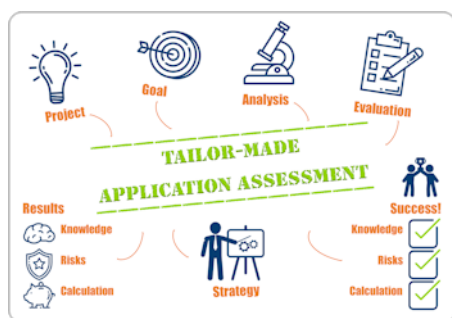 Project
Goal
Analysis
Evaluation
TAILOR-MADE
APPLICATION ASSESSMENT
Results
Knowledge
Risks
Calculation
Strategy
Success!
Knowledge
Risks
Calculation